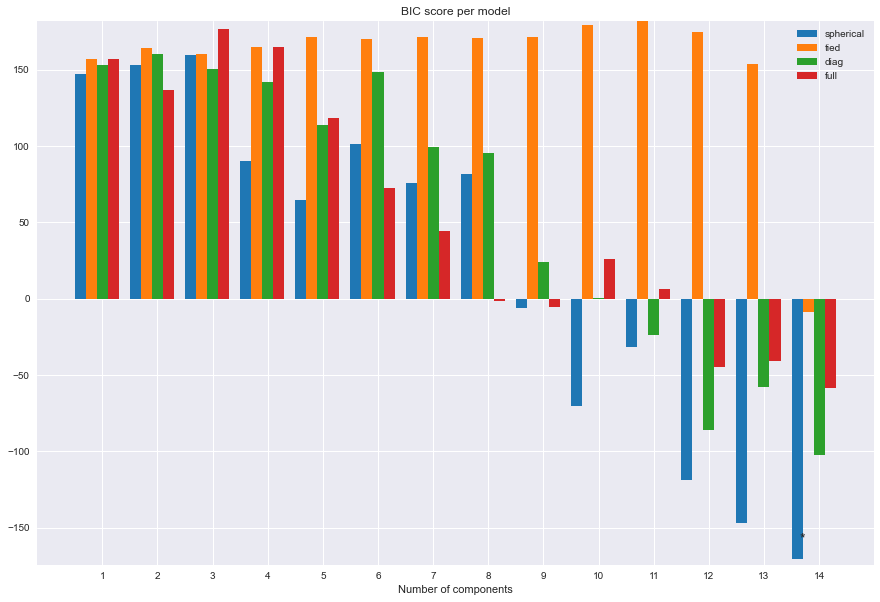 BIC score per model
spherical
tied
diag
full
150
100
50
0
−50
−100
−150
1 2 3 4 5 6 7 8 9 10 11 12 13 14
*
Number of components